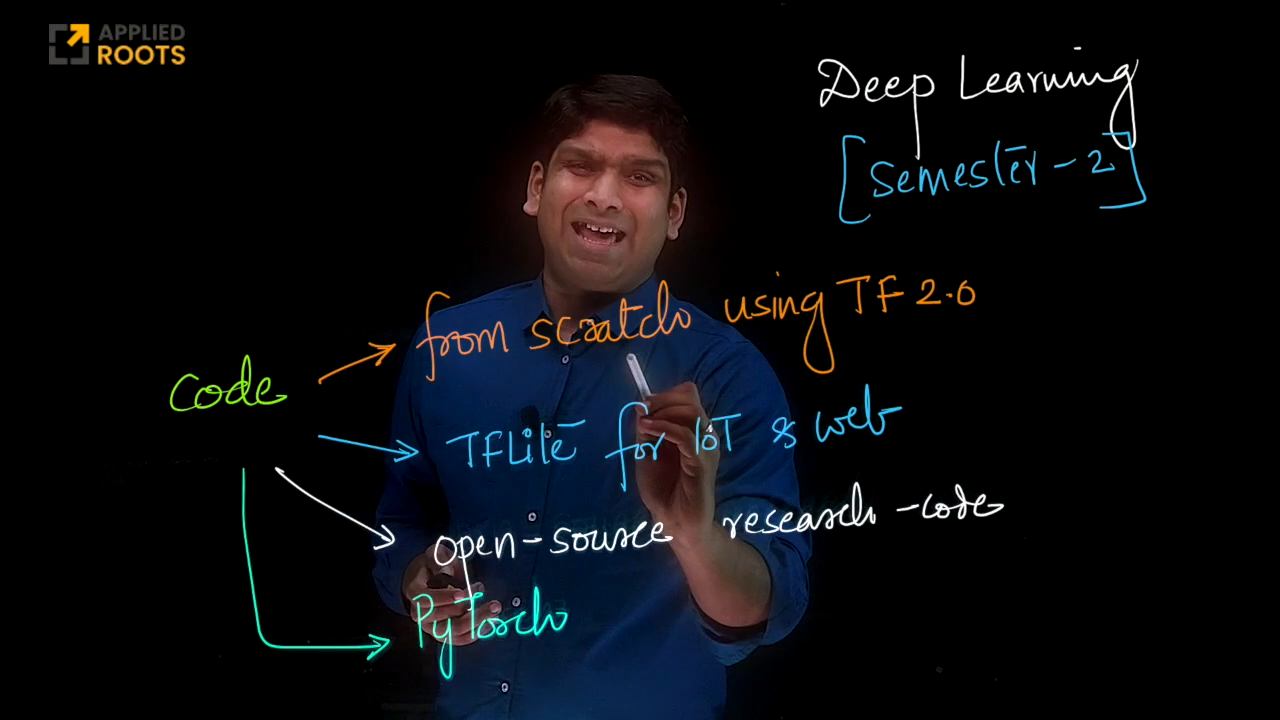 APPLIED
ROOTS
Deep Learning
[Semester-2]
code
from scratch using TF 2.0
TFLite for IoT & web
open-source research-code
PyTorch